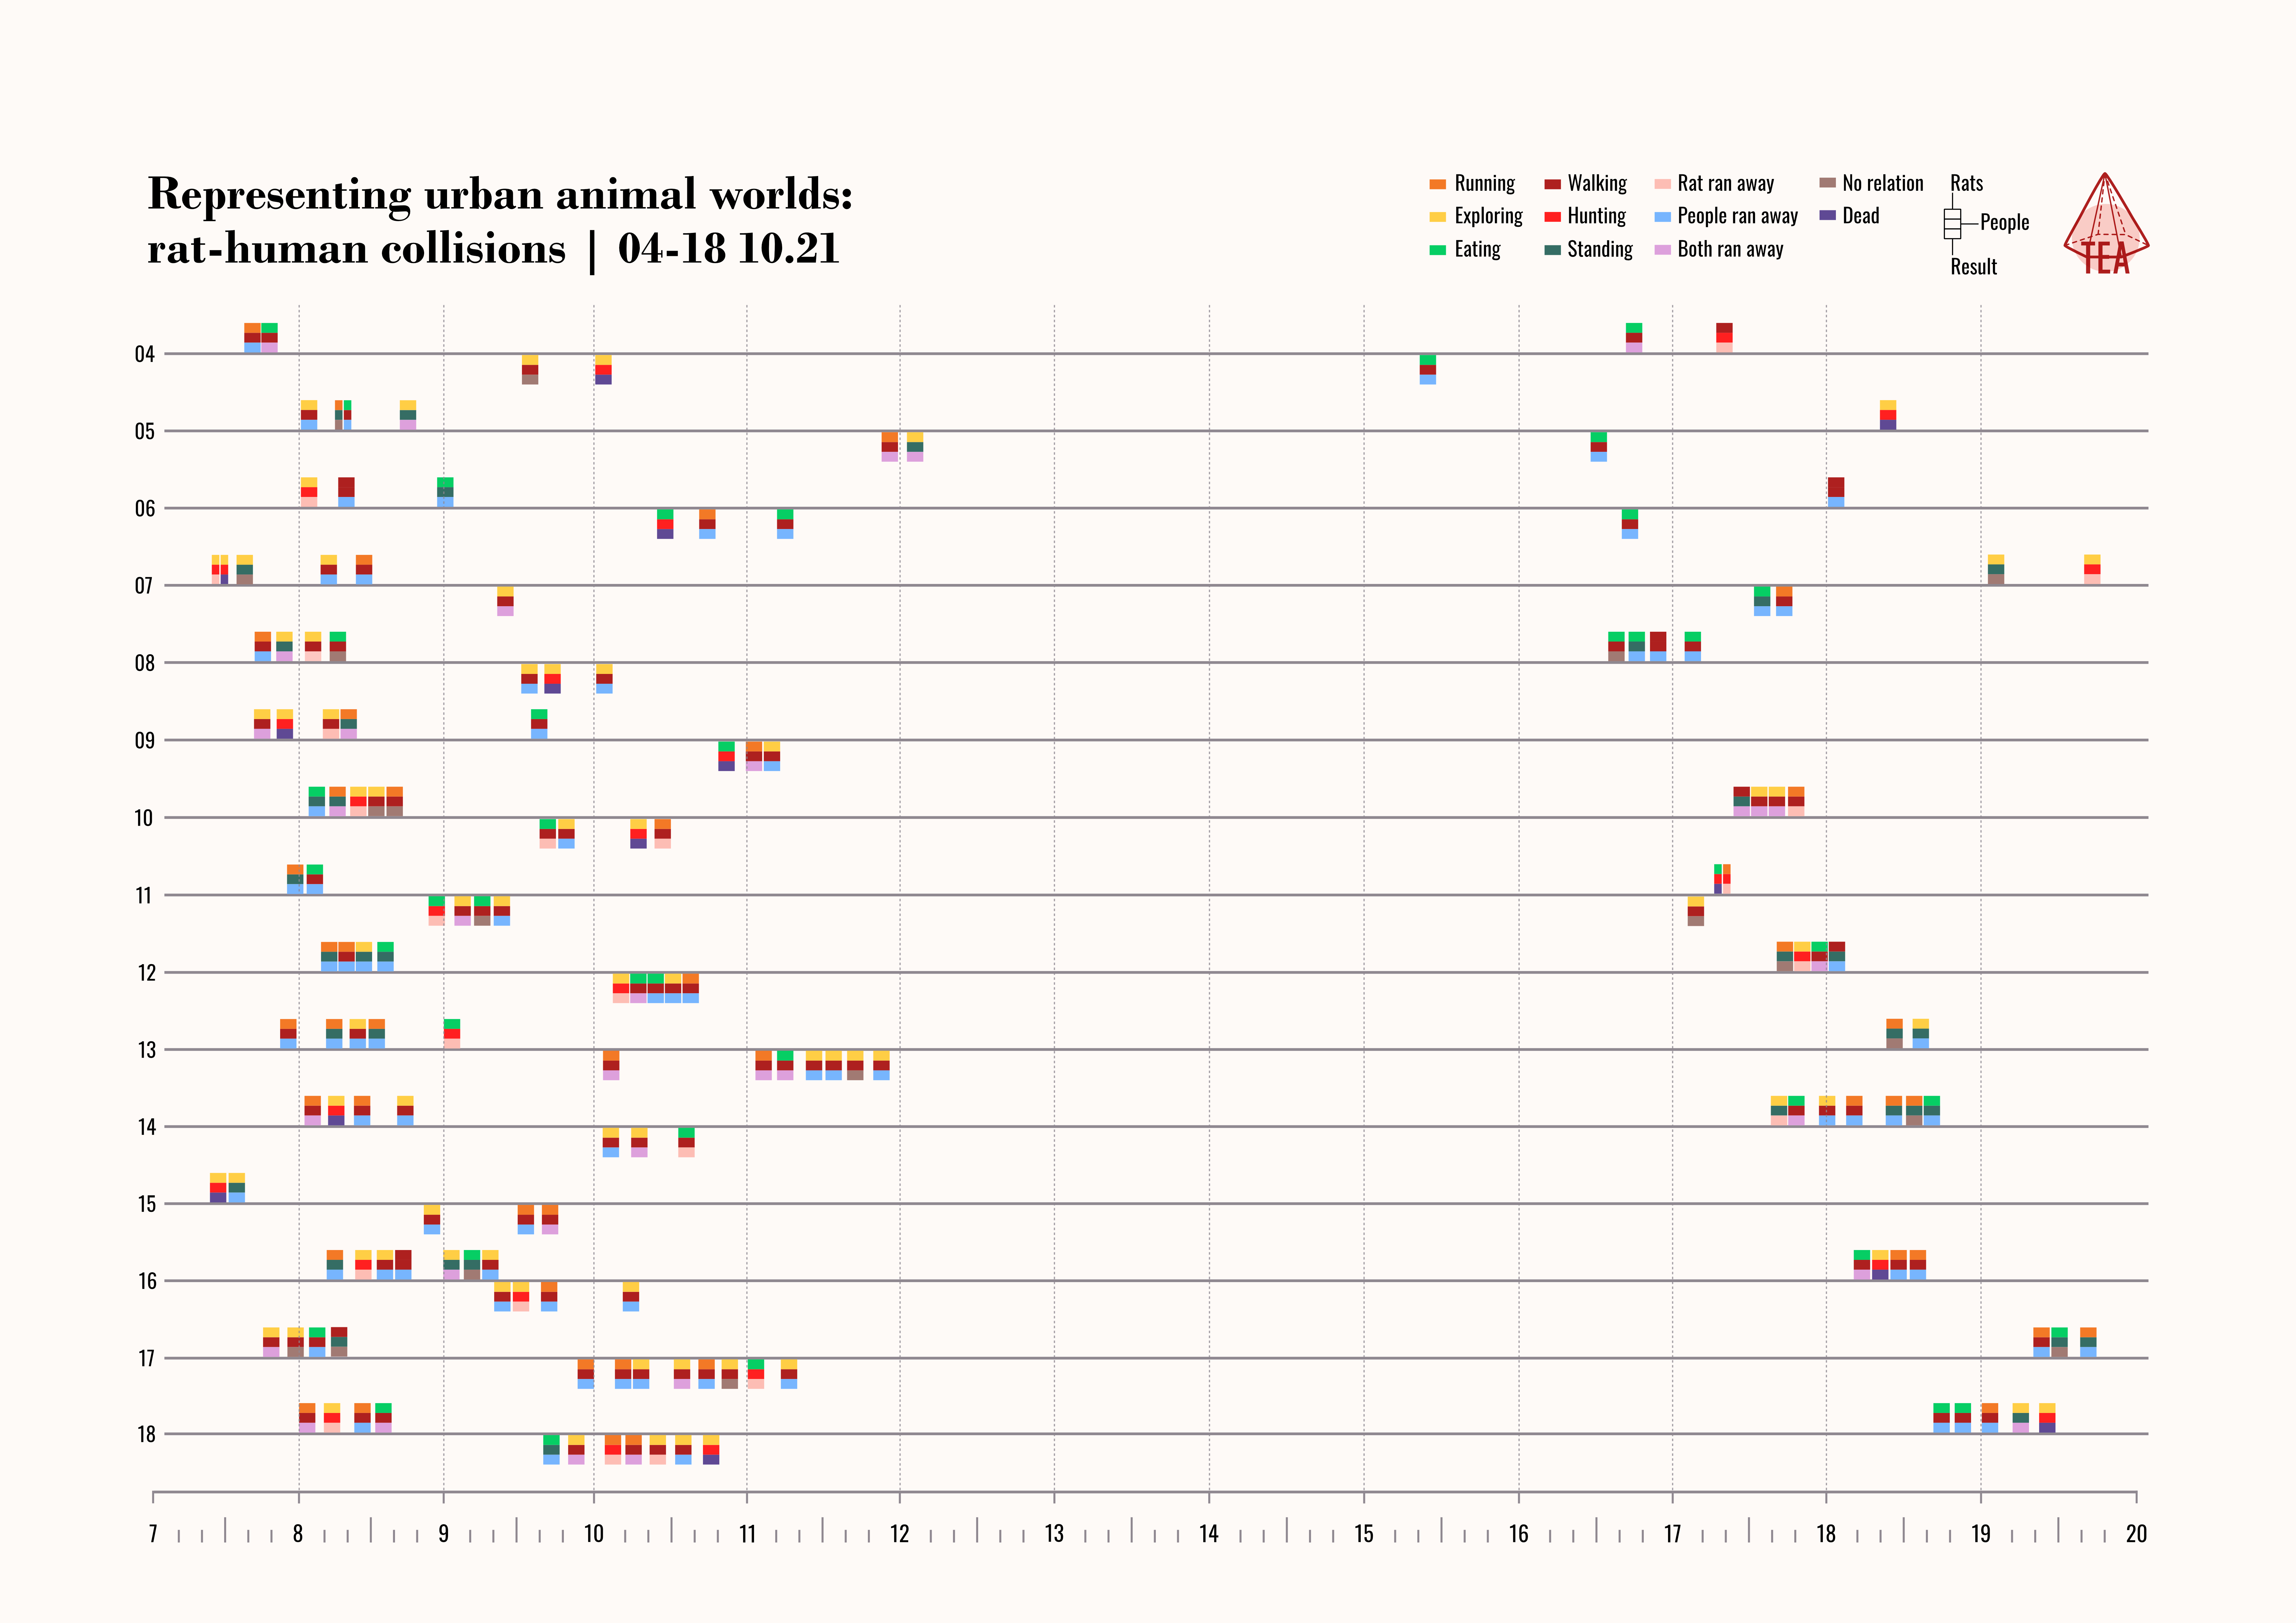 Representing urban animal worlds:
rat-human collisions | 04-18 10.21
Running Walking Rat ran away No relation Rats
Exploring Hunting People ran away Dead People
Eating Standing Both ran away Result
TEA
04
05
06
07
08
09
10
11
12
13
14
15
16
17
18
7 8 9 10 11 12 13 14 15 16 17 18 19 20